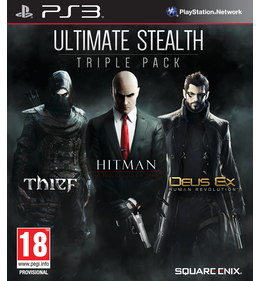 PS3
PlayStation®Network
ULTIMATE STEALTH
TRIPLE PACK
HITMAN
THIEF
DEUS EX
HUMAN REVOLUTION
18
www.pegi.info
PROVISIONAL
SQUARE ENIX®